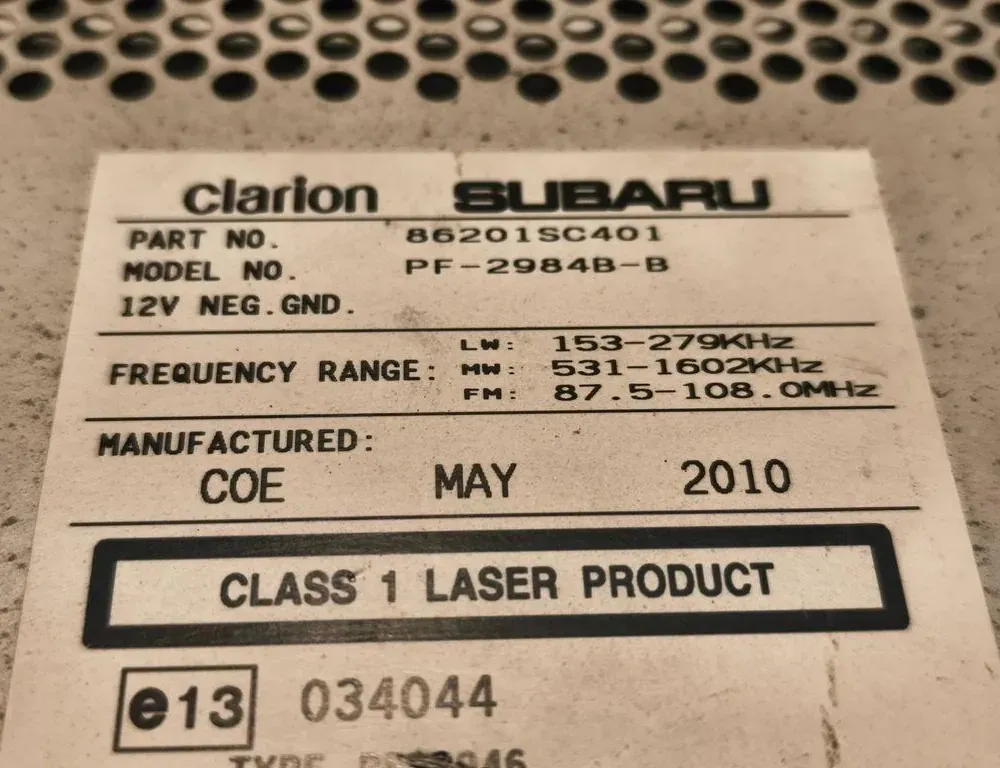 clarion SUBARU
PART NO. 86201SC401
MODEL NO. PF-2984B-B
12V NEG.GND.
FREQUENCY RANGE: LW: 153-279KHz
MW: 531-1602KHz
FM: 87.5-108.0MHz
MANUFACTURED:
COE MAY 2010
CLASS 1 LASER PRODUCT
e13 034044
TYPE